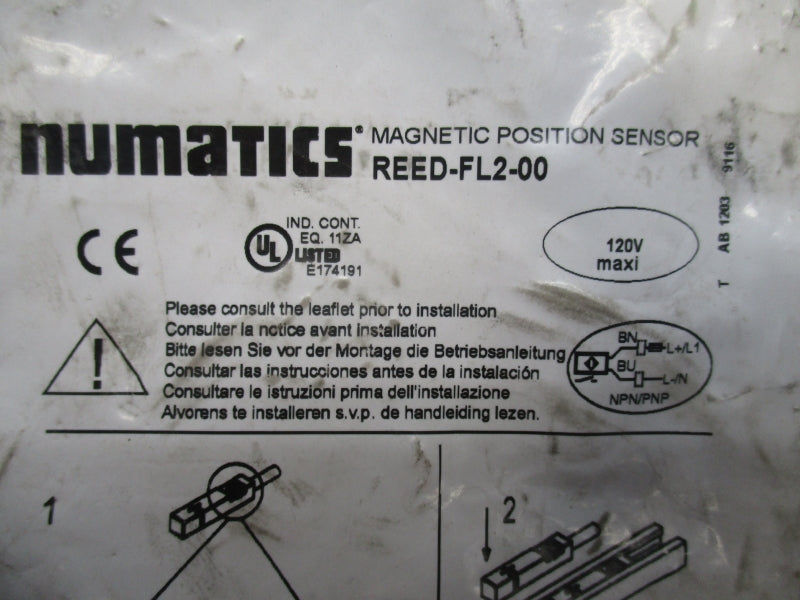 numatics® MAGNETIC POSITION SENSOR
REED-FL2-00
T AB 1203 9116
CE
UL
IND. CONT.
EQ. 11ZA
LISTED
E174191
120V
maxi
Please consult the leaflet prior to installation
Consulter la notice avant installation
Bitte lesen Sie vor der Montage die Betriebsanleitung
Consultar las instrucciones antes de la instalación
Consultare le istruzioni prima dell'installazione
Alvorens te installeren s.v.p. de handleiding lezen.
!
BN L+/L1
BU L-/N
NPN/PNP
1
2